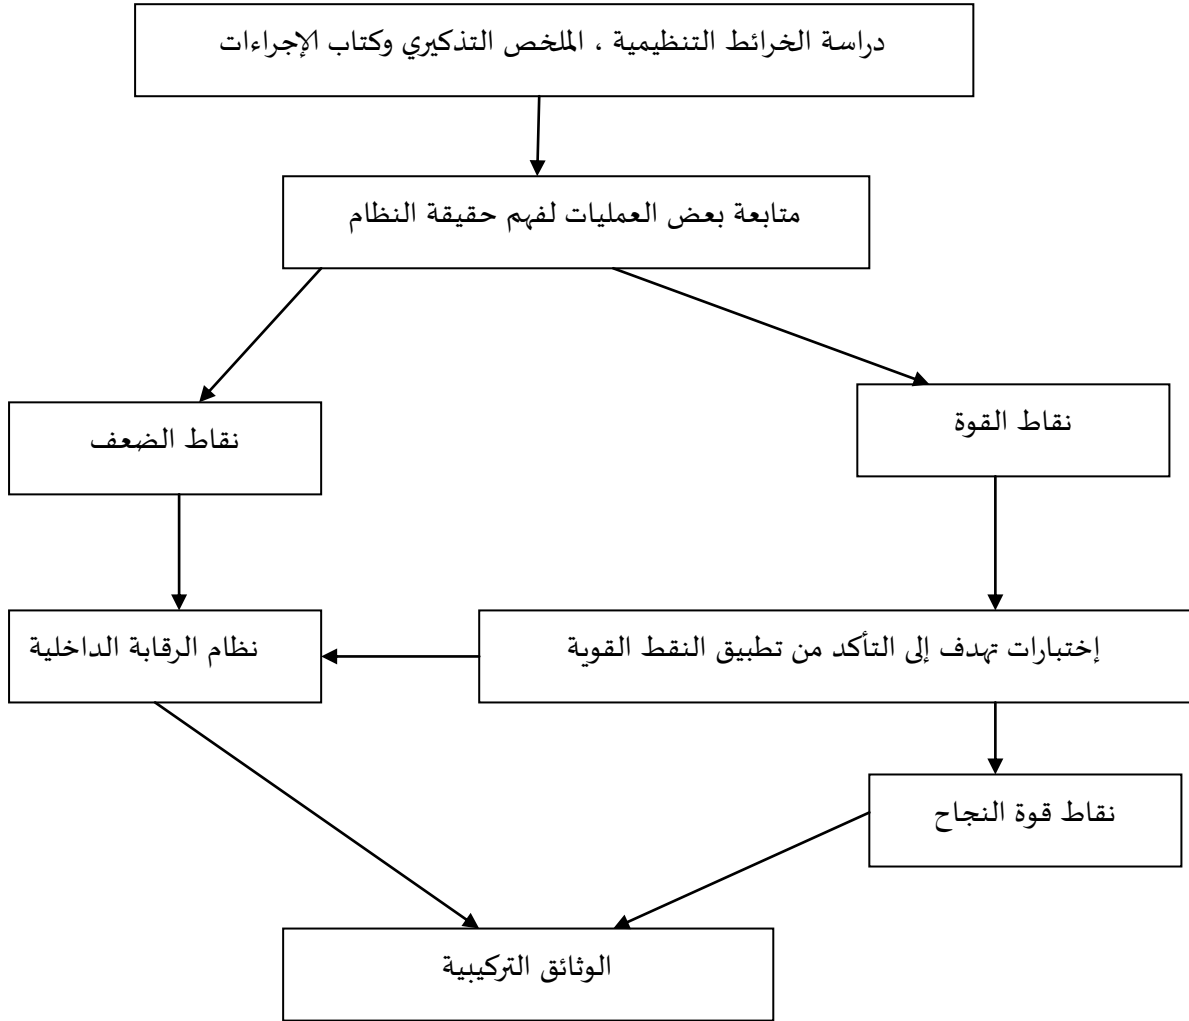 دراسة الخرائط التنظيمية ، الملخص التذكيري وكتاب الإجراءات
متابعة بعض العمليات لفهم حقيقة النظام
نقاط القوة
نقاط الضعف
إختبارات تهدف إلى التأكد من تطبيق النقط القوية
نظام الرقابة الداخلية
نقاط قوة النجاح
الوثائق التركيبية